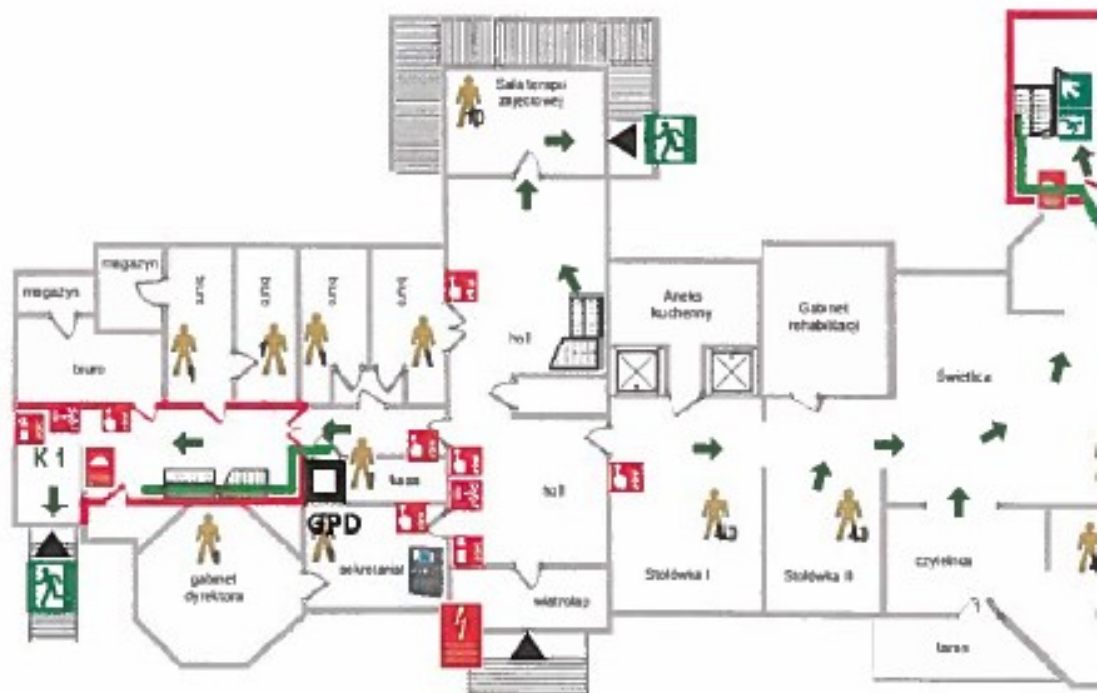 Sala terapii
zajęciowej
magazyn
magazyn
biuro
biuro
biuro
biuro
biuro
hall
Aneks
kuchenny
Gabinet
rehabilitacji
Świetlica
K 1
kasa
hall
GPD
sekretariat
gabinet
dyrektora
wiatrołap
Stołówka I
Stołówka II
czytelnia
taras